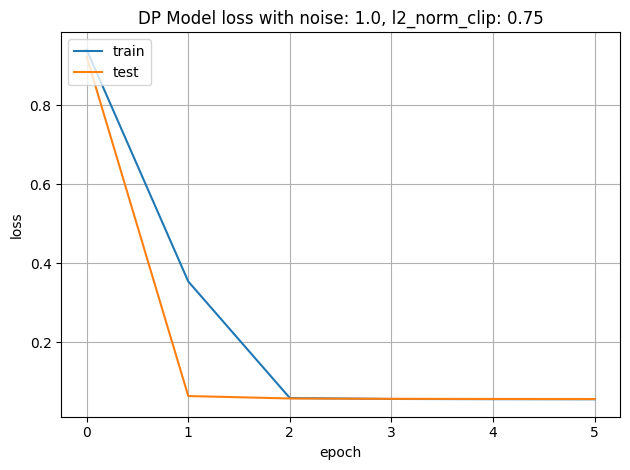 DP Model loss with noise: 1.0, l2_norm_clip: 0.75
train
test
0.8
0.6
0.4
0.2
loss
0 1 2 3 4 5
epoch